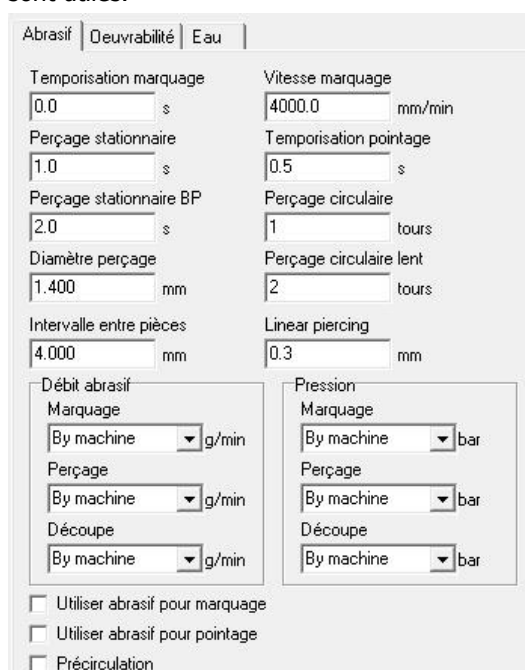 Abrasif Oeuvrabilité Eau
Temporisation marquage Vitesse marquage
0.0 s 4000.0 mm/min
Perçage stationnaire Temporisation pointage
1.0 s 0.5 s
Perçage stationnaire BP Perçage circulaire
2.0 s 1 tours
Diamètre perçage Perçage circulaire lent
1.400 mm 2 tours
Intervalle entre pièces Linear piercing
4.000 mm 0.3 mm
Débit abrasif Pression
Marquage Marquage
By machine g/min By machine bar
Perçage Perçage
By machine g/min By machine bar
Découpe Découpe
By machine g/min By machine bar
Utiliser abrasif pour marquage
Utiliser abrasif pour pointage
Précirculation